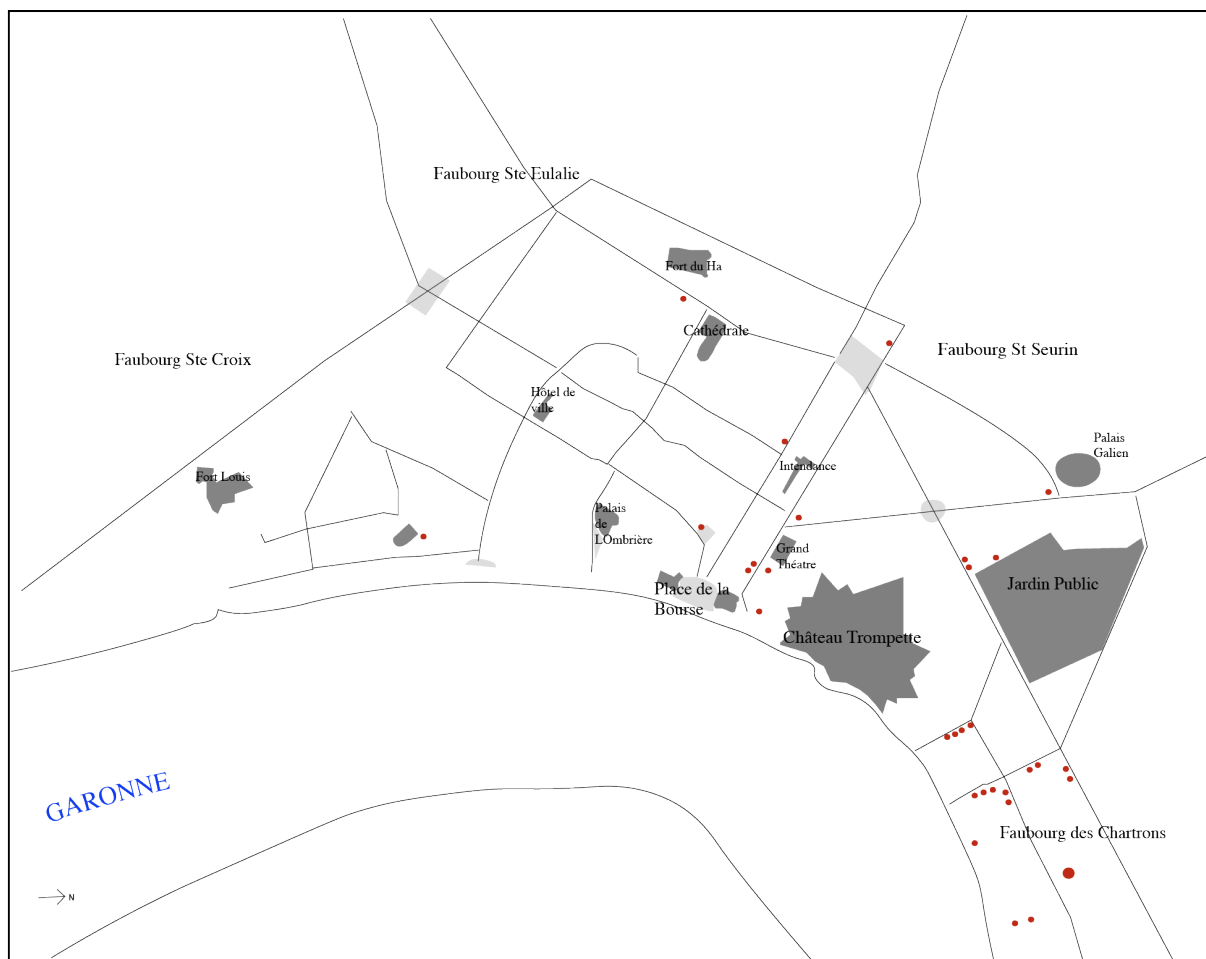 Faubourg Ste Eulalie
Fort du Ha
Cathédrale
Faubourg Ste Croix
Faubourg St Seurin
Hôtel de
ville
Palais
Galien
Intendance
Fort Louis
Palais
de
LOmbrière
Grand
Théatre
Place de la
Bourse
Jardin Public
Château Trompette
GARONNE
Faubourg des Chartrons
N